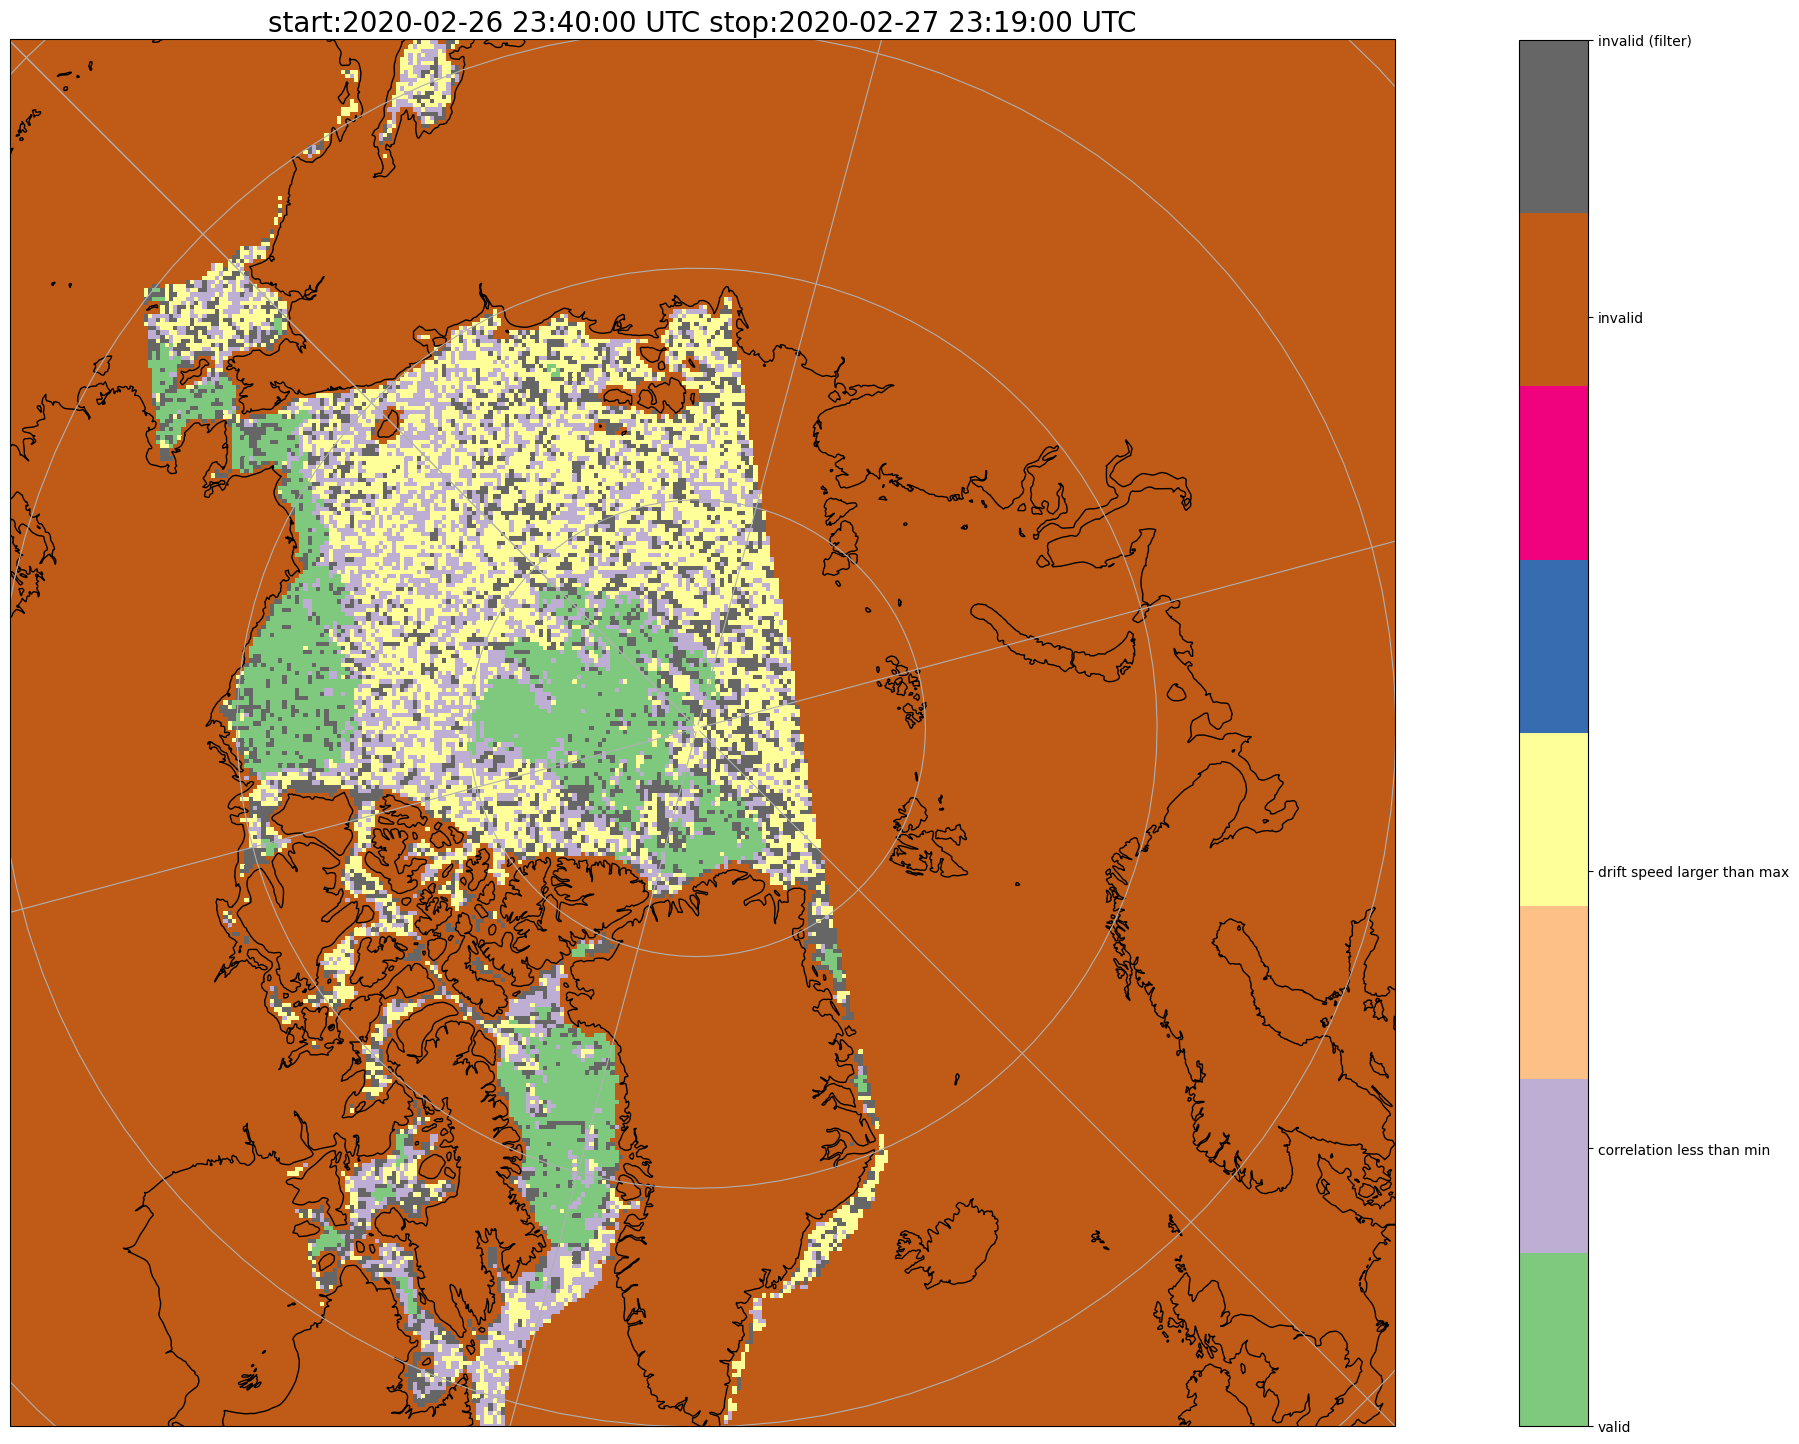 start:2020-02-26 23:40:00 UTC stop:2020-02-27 23:19:00 UTC
invalid (filter)
invalid
drift speed larger than max
correlation less than min
valid